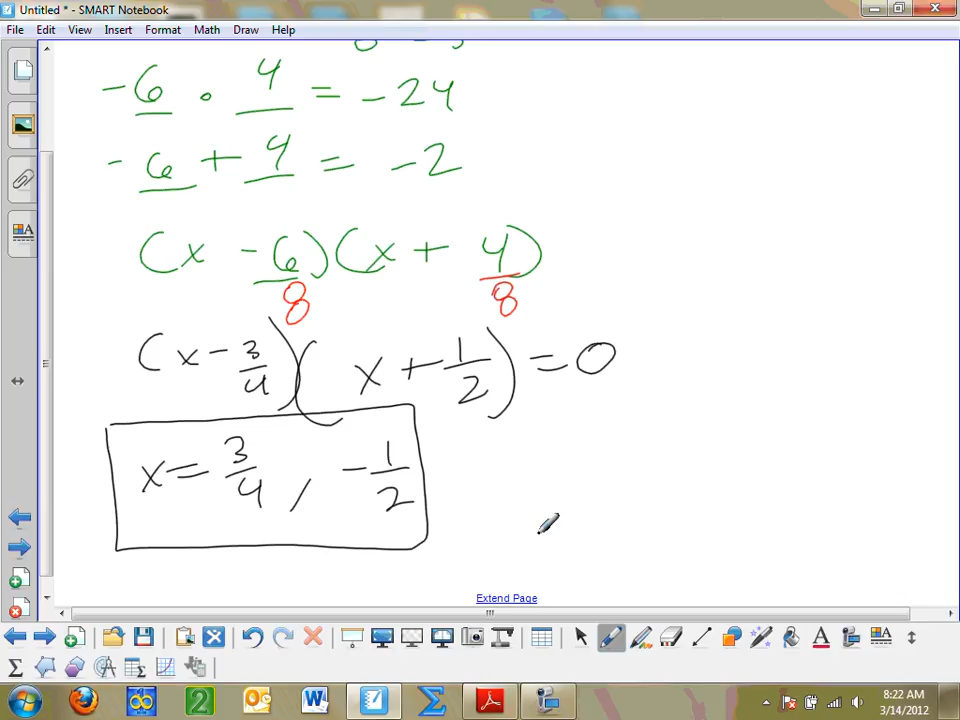 Untitled * - SMART Notebook
File Edit View Insert Format Math Draw Help
-6 · 4 = -24
-6 + 4 = -2
(x - 6/8)(x + 4/8)
(x - 3/4)(x + 1/2) = 0
x = 3/4 , -1/2
Extend Page
8:22 AM
3/14/2012